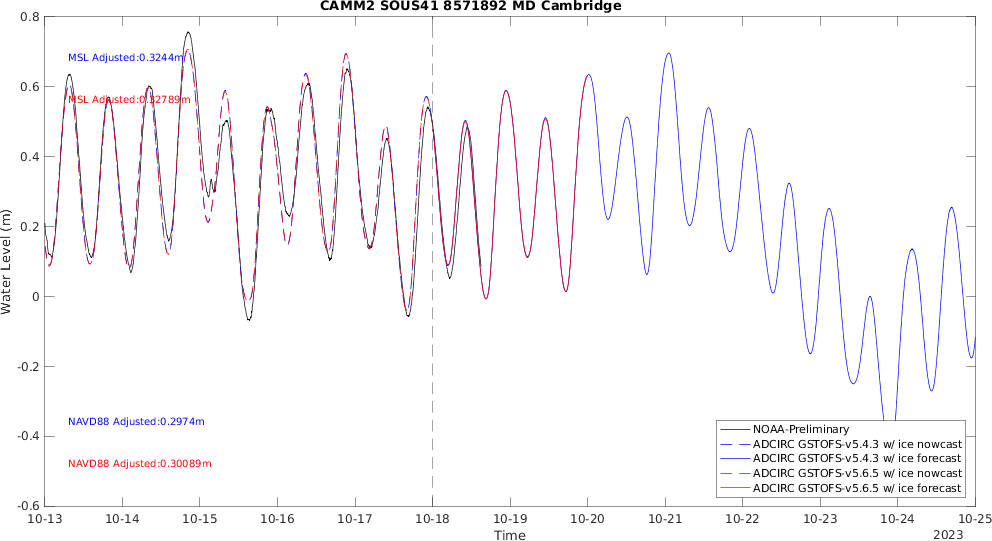 CAMM2 SOUS41 8571892 MD Cambridge
0.8
0.6
0.4
0.2
0
-0.2
-0.4
-0.6
Water Level (m)
MSL Adjusted:0.3244m
MSL Adjusted:0.32789m
NAVD88 Adjusted:0.2974m
NAVD88 Adjusted:0.30089m
NOAA-Preliminary
ADCIRC GSTOFS-v5.4.3 w/ ice nowcast
ADCIRC GSTOFS-v5.4.3 w/ ice forecast
ADCIRC GSTOFS-v5.6.5 w/ ice nowcast
ADCIRC GSTOFS-v5.6.5 w/ ice forecast
10-13 10-14 10-15 10-16 10-17 10-18 10-19 10-20 10-21 10-22 10-23 10-24 10-25
Time
2023